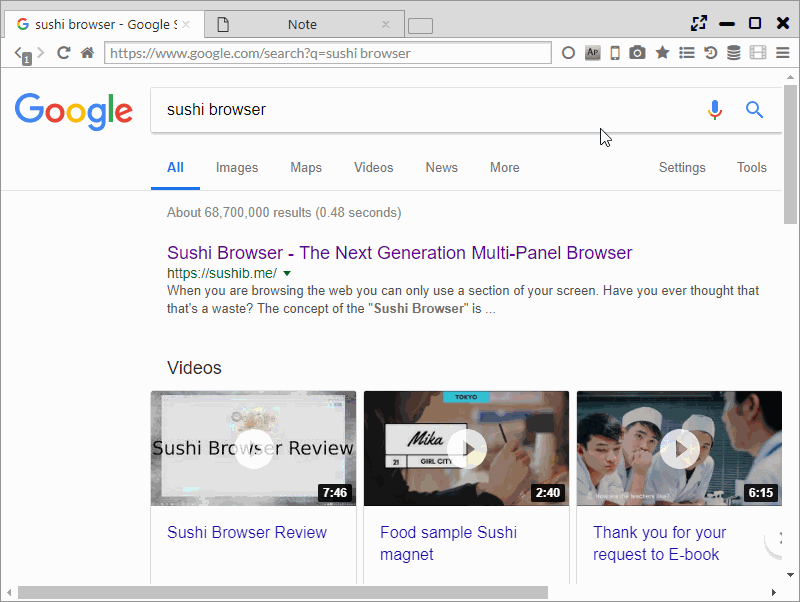 sushi browser - Google S
Note
1
https://www.google.com/search?q=sushi browser
AP
Google
sushi browser
All Images Maps Videos News More Settings Tools
About 68,700,000 results (0.48 seconds)
Sushi Browser - The Next Generation Multi-Panel Browser
https://sushib.me/
When you are browsing the web you can only use a section of your screen. Have you ever thought that
that's a waste? The concept of the "Sushi Browser" is ...
Videos
Sushi Browser Review
7:46
TOKYO
Mika
21 GIRL CITY
2:40
How are the teachers like?
6:15
Sushi Browser Review
Food sample Sushi
magnet
Thank you for your
request to E-book